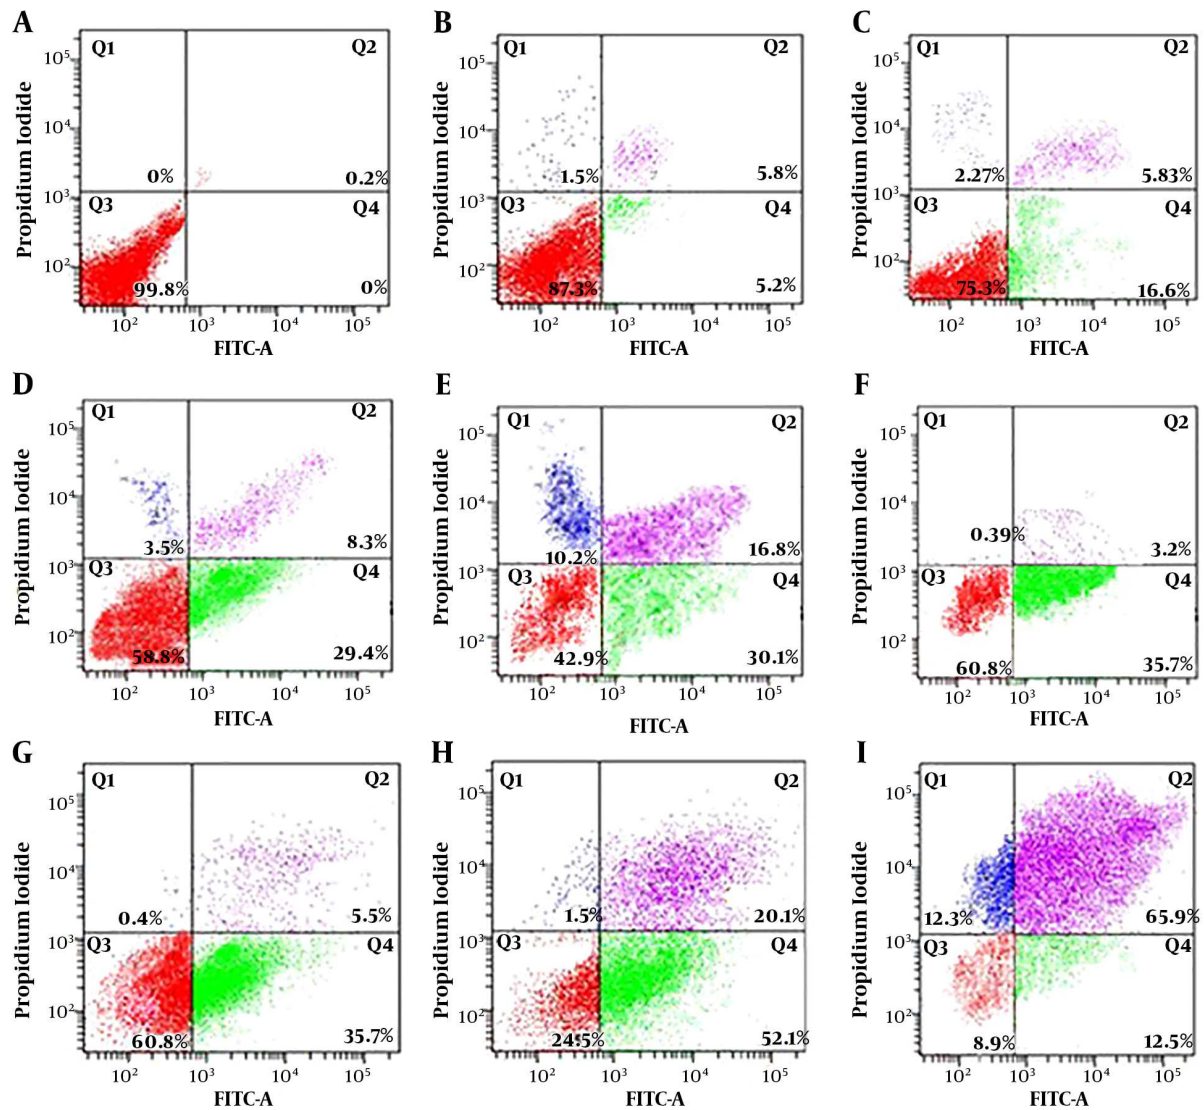 A
Propidium Iodide
Q1
Q2
10⁵
10⁴
0%
0.2%
10³
Q3
Q4
10²
99.8%
0%
10² 10³ 10⁴ 10⁵
FITC-A
B
Propidium Iodide
Q1
Q2
10⁵
10⁴
1.5%
5.8%
10³
Q3
Q4
10²
87.3%
5.2%
10² 10³ 10⁴ 10⁵
FITC-A
C
Propidium Iodide
Q1
Q2
10⁵
10⁴
2.27%
5.83%
10³
Q3
Q4
10²
75.3%
16.6%
10² 10³ 10⁴ 10⁵
FITC-A
D
Propidium Iodide
Q1
Q2
10⁵
10⁴
3.5%
8.3%
10³
Q3
Q4
10²
58.8%
29.4%
10² 10³ 10⁴ 10⁵
FITC-A
E
Propidium Iodide
Q1
Q2
10⁵
10⁴
10.2%
16.8%
10³
Q3
Q4
10²
42.9%
30.1%
10² 10³ 10⁴ 10⁵
FITC-A
F
Propidium Iodide
Q1
Q2
10⁵
10⁴
0.39%
3.2%
10³
Q3
Q4
10²
60.8%
35.7%
10² 10³ 10⁴ 10⁵
FITC-A
G
Propidium Iodide
Q1
Q2
10⁵
10⁴
0.4%
5.5%
10³
Q3
Q4
10²
60.8%
35.7%
10² 10³ 10⁴ 10⁵
FITC-A
H
Propidium Iodide
Q1
Q2
10⁵
10⁴
1.5%
20.1%
10³
Q3
Q4
10²
24.5%
52.1%
10² 10³ 10⁴ 10⁵
FITC-A
I
Propidium Iodide
Q1
Q2
10⁵
10⁴
12.3%
65.9%
10³
Q3
Q4
10²
8.9%
12.5%
10² 10³ 10⁴ 10⁵
FITC-A